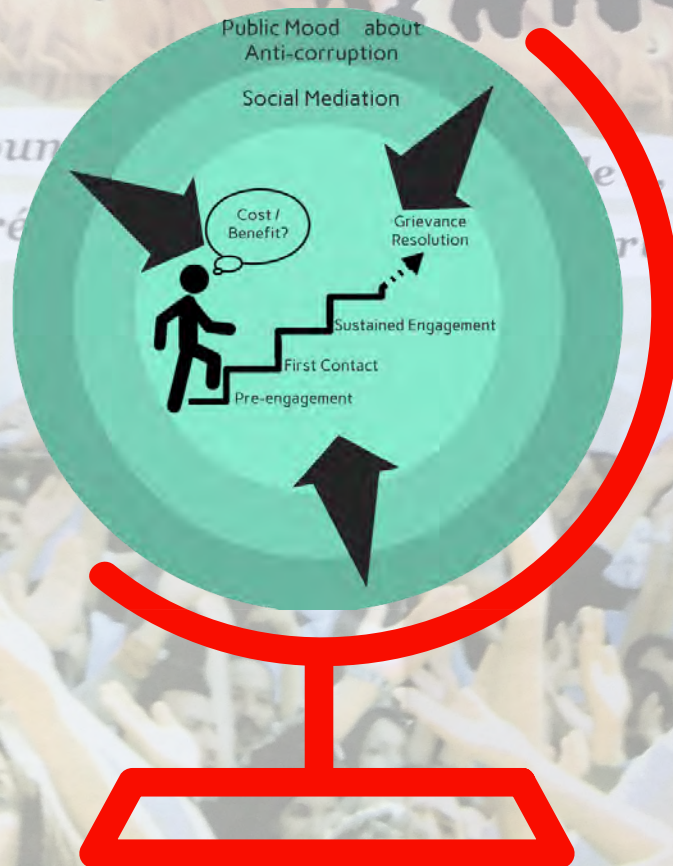 Public Mood about
Anti-corruption
Social Mediation
Cost /
Benefit?
Grievance
Resolution
Sustained Engagement
First Contact
Pre-engagement